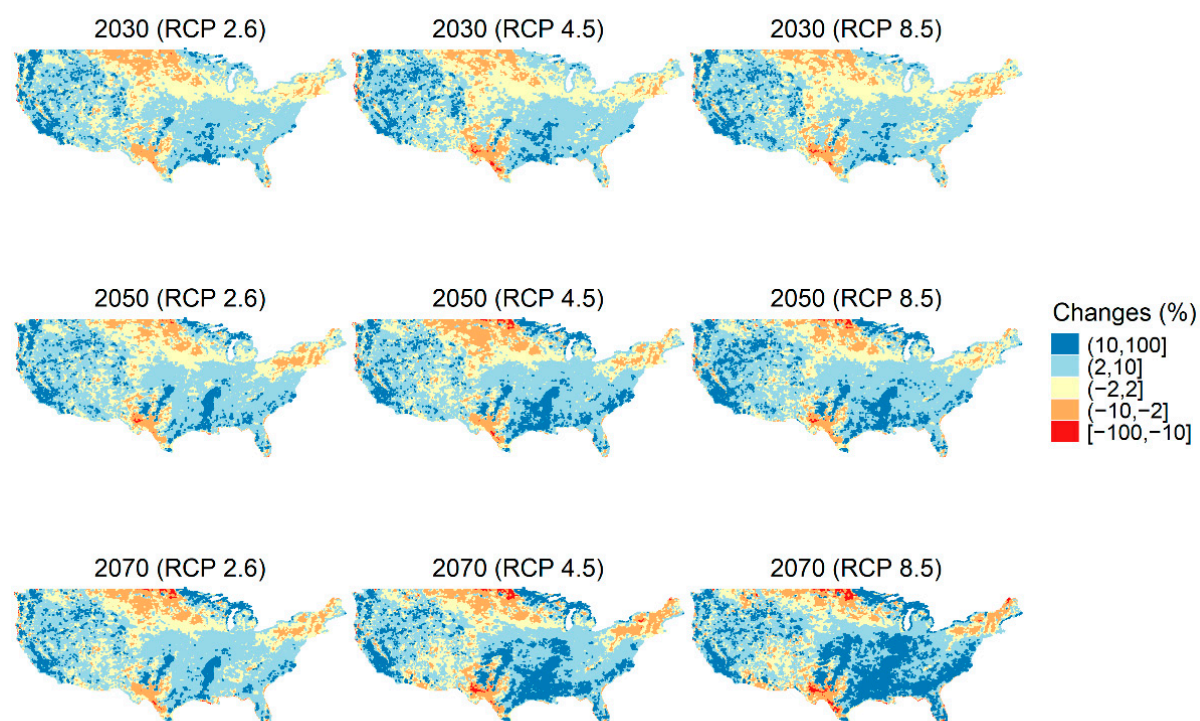 2030 (RCP 2.6)
2030 (RCP 4.5)
2030 (RCP 8.5)
2050 (RCP 2.6)
2050 (RCP 4.5)
2050 (RCP 8.5)
Changes (%)
(10,100]
(2,10]
(−2,2]
(−10,−2]
[−100,−10]
2070 (RCP 2.6)
2070 (RCP 4.5)
2070 (RCP 8.5)